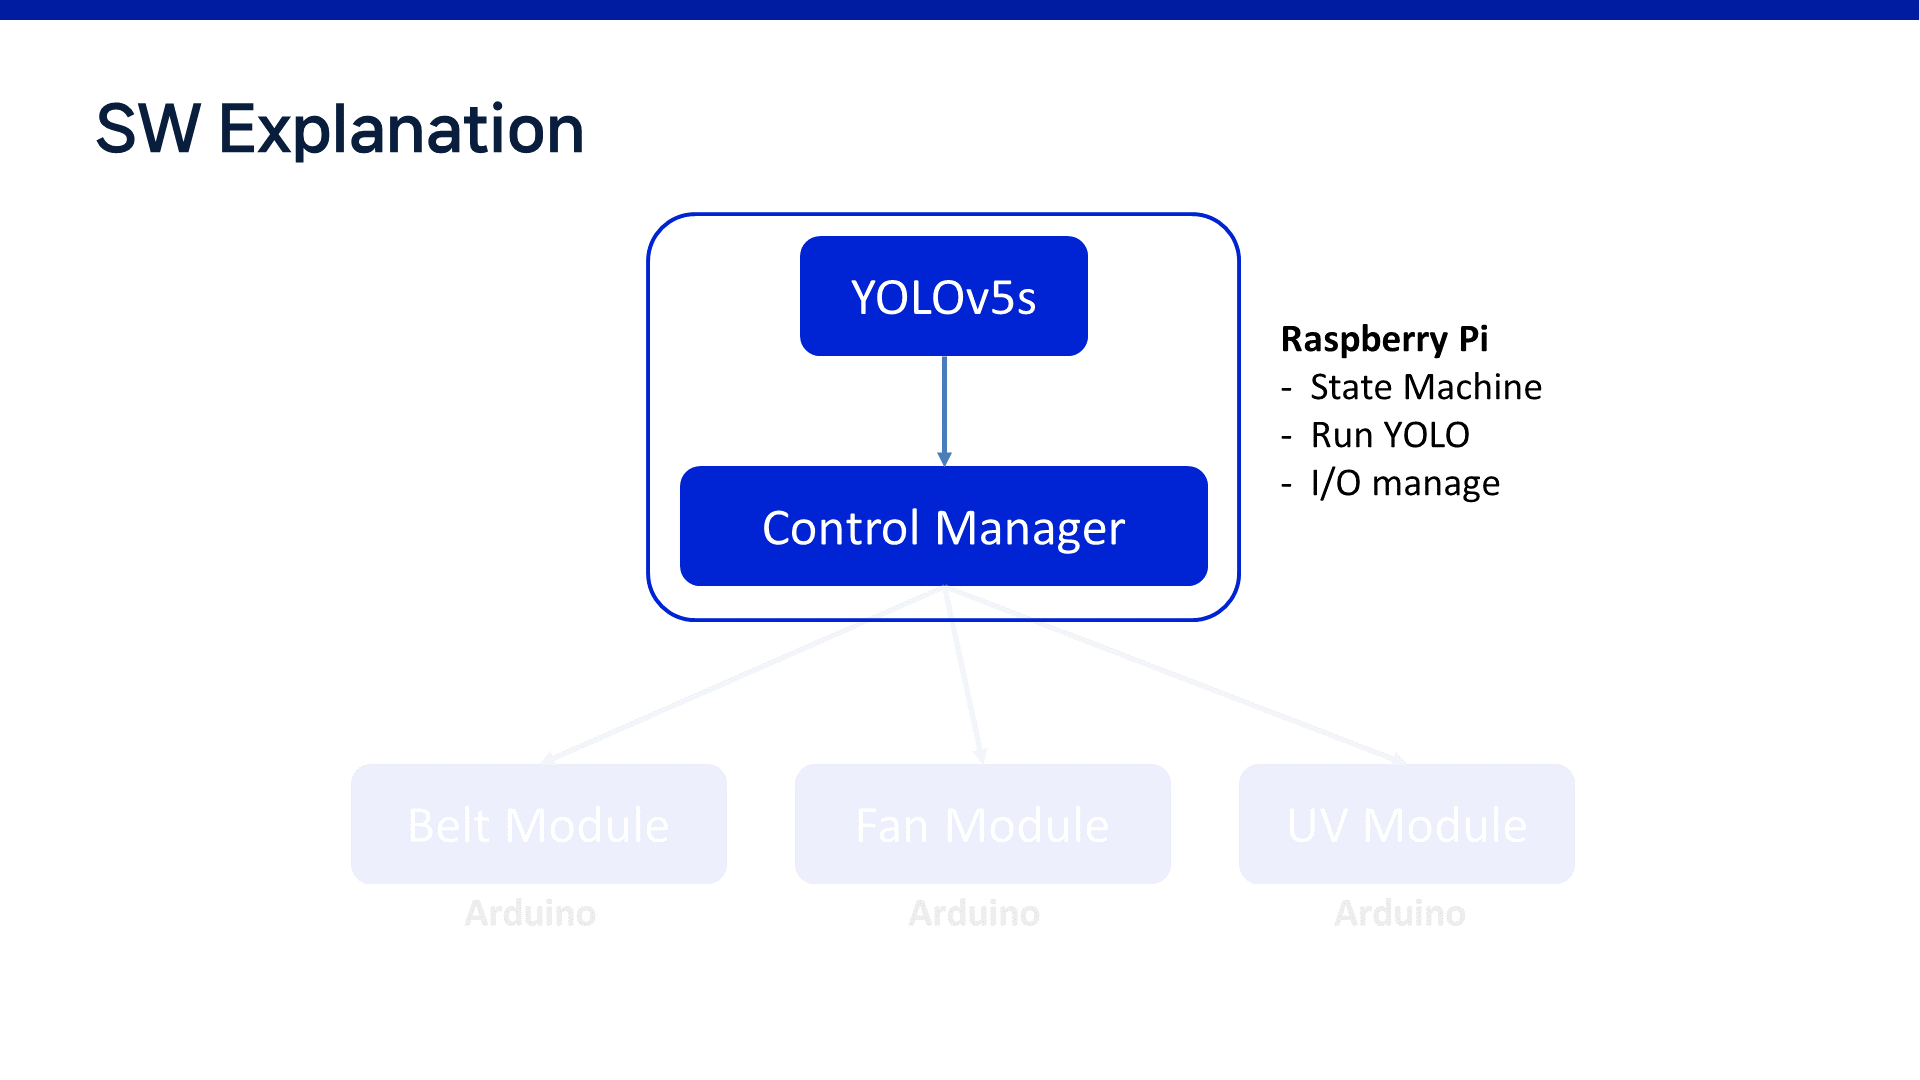 SW Explanation
YOLOv5s
Control Manager
Raspberry Pi
- State Machine
- Run YOLO
- I/O manage
Belt Module
Fan Module
UV Module
Arduino
Arduino
Arduino